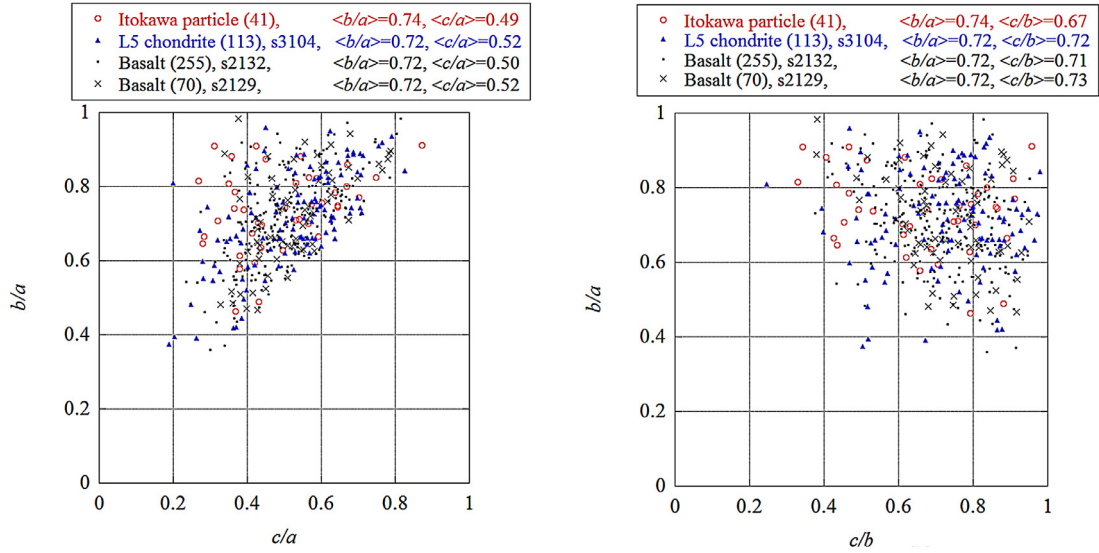 Itokawa particle (41), <b/a>=0.74, <c/a>=0.49
L5 chondrite (113), s3104, <b/a>=0.72, <c/a>=0.52
Basalt (255), s2132, <b/a>=0.72, <c/a>=0.50
Basalt (70), s2129, <b/a>=0.72, <c/a>=0.52
1
0.8
0.6
0.4
0.2
0
b/a
0 0.2 0.4 0.6 0.8 1
c/a
Itokawa particle (41), <b/a>=0.74, <c/b>=0.67
L5 chondrite (113), s3104, <b/a>=0.72, <c/b>=0.72
Basalt (255), s2132, <b/a>=0.72, <c/b>=0.71
Basalt (70), s2129, <b/a>=0.72, <c/b>=0.73
1
0.8
0.6
0.4
0.2
0
b/a
0 0.2 0.4 0.6 0.8 1
c/b